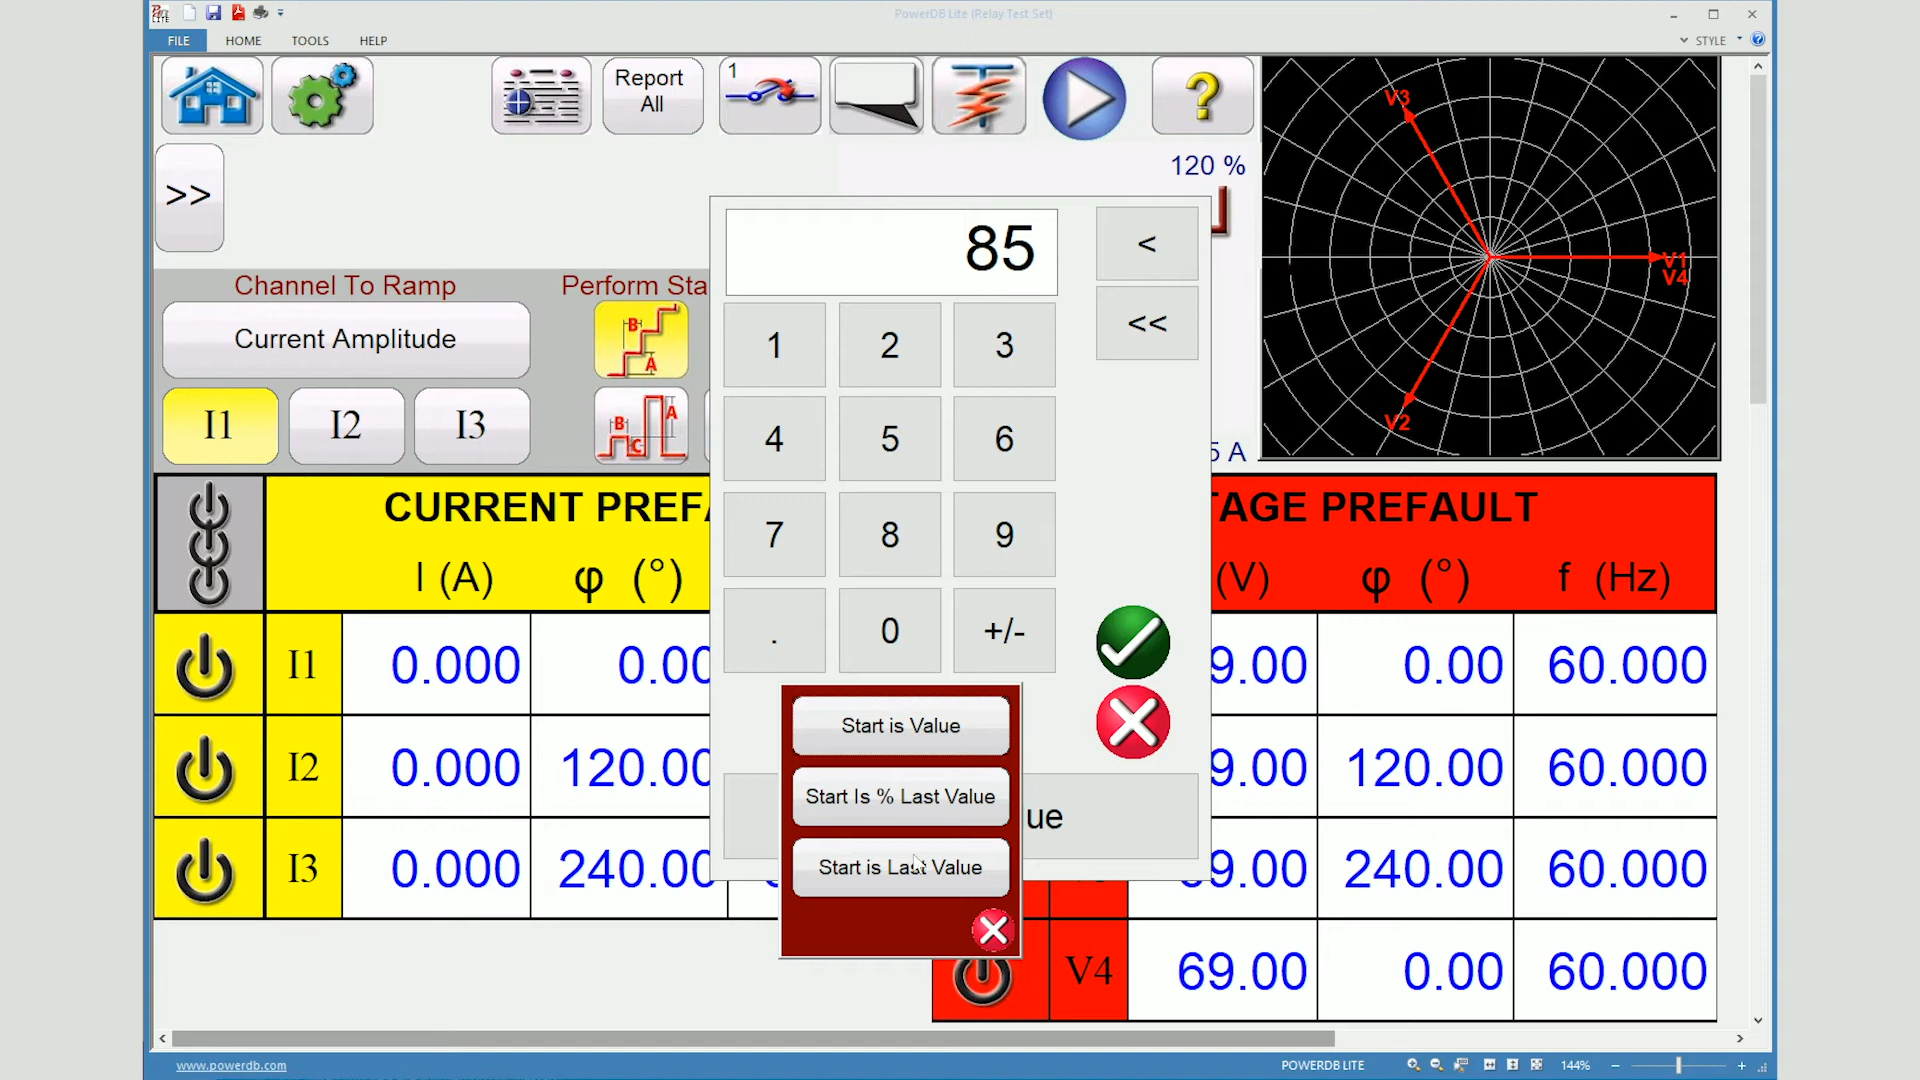 PowerDB Lite (Relay Test Set)
FILE HOME TOOLS HELP STYLE
Report
All
1
?
120 %
>>
85
<
<<
Channel To Ramp
Perform Sta
Current Amplitude
B
A
I1 I2 I3
B A
C
1 2 3
4 5 6
7 8 9
. 0 +/-
5 A
V3
V1
V4
V2
CURRENT PREFA
TAGE PREFAULT
I (A) φ (°)
(V) φ (°) f (Hz)
I1 0.000 0.00 9.00 0.00 60.000
I2 0.000 120.00 9.00 120.00 60.000
I3 0.000 240.00 69.00 240.00 60.000
V4 69.00 0.00 60.000
Start is Value
Start Is % Last Value
Start is Last Value
ue
www.powerdb.com
POWERDB LITE
144%